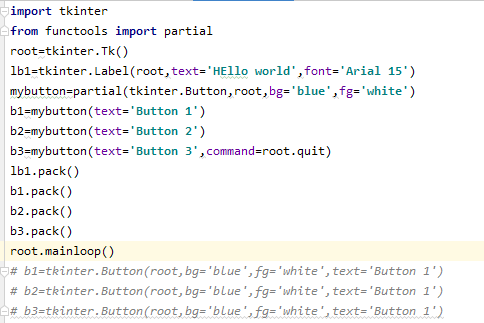 import tkinter
from functools import partial
root=tkinter.Tk()
lb1=tkinter.Label(root,text='HEllo world',font='Arial 15')
mybutton=partial(tkinter.Button,root,bg='blue',fg='white')
b1=mybutton(text='Button 1')
b2=mybutton(text='Button 2')
b3=mybutton(text='Button 3',command=root.quit)
lb1.pack()
b1.pack()
b2.pack()
b3.pack()
root.mainloop()
# b1=tkinter.Button(root,bg='blue',fg='white',text='Button 1')
# b2=tkinter.Button(root,bg='blue',fg='white',text='Button 1')
# b3=tkinter.Button(root,bg='blue',fg='white',text='Button 1')